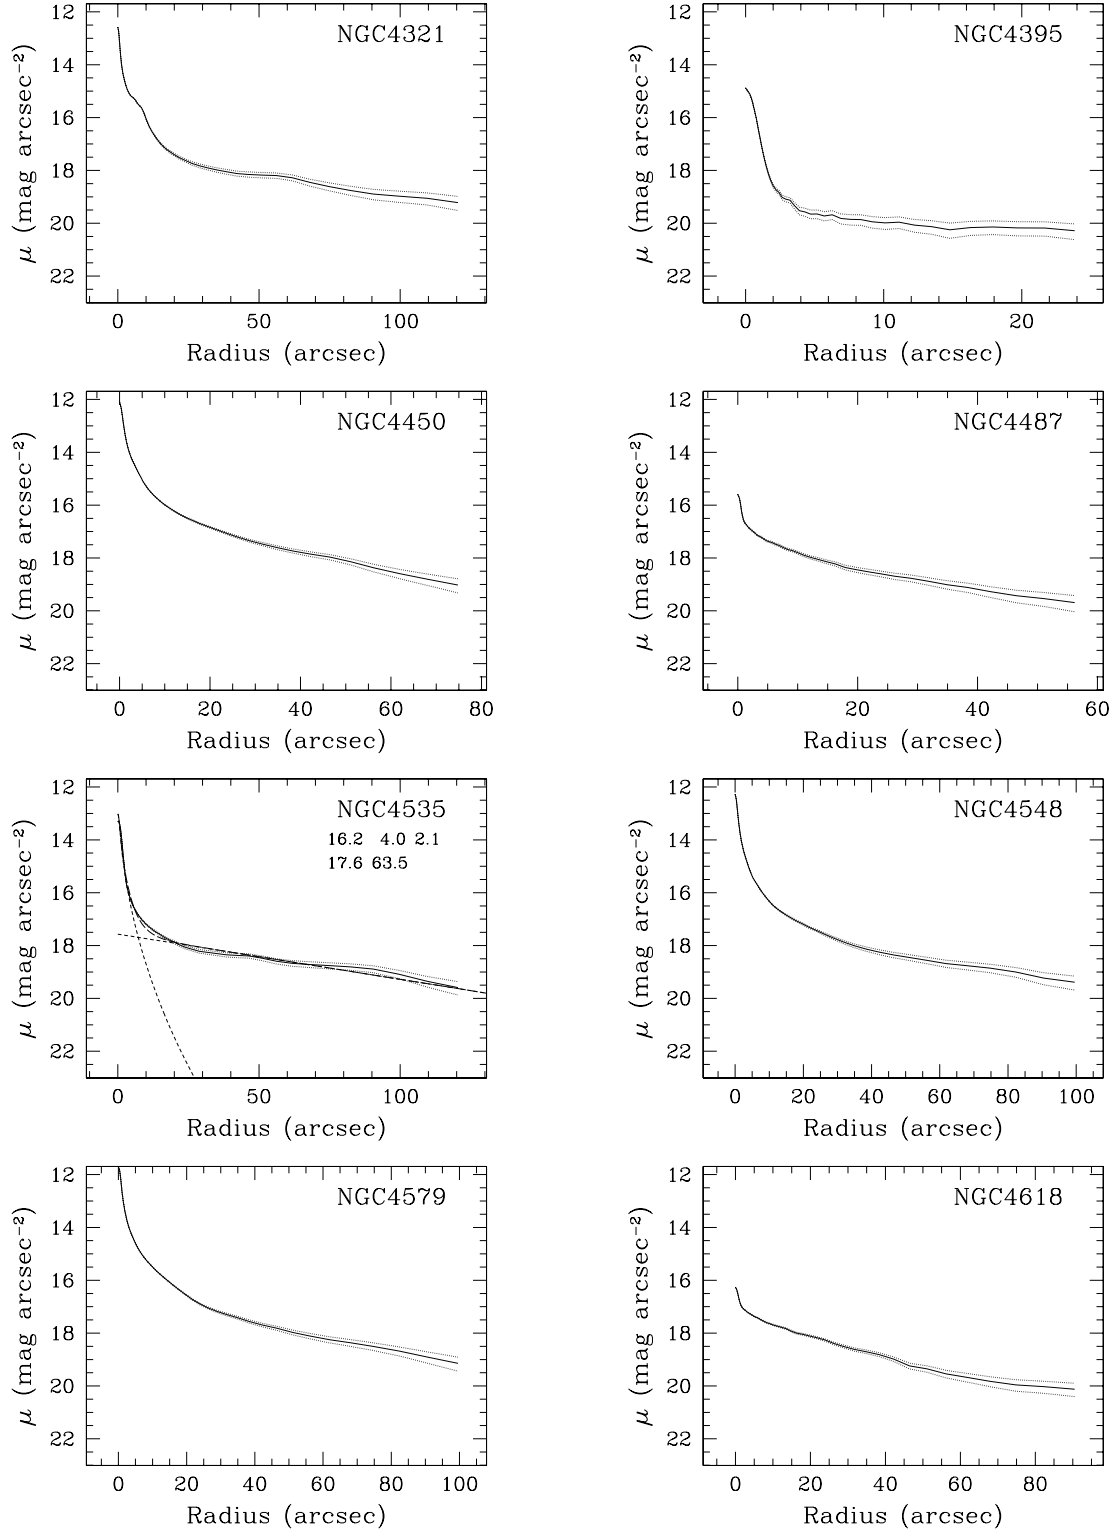 12
14
16
18
20
22
μ (mag arcsec⁻²)
NGC4321
0 50 100
Radius (arcsec)
12
14
16
18
20
22
μ (mag arcsec⁻²)
NGC4395
0 10 20
Radius (arcsec)
12
14
16
18
20
22
μ (mag arcsec⁻²)
NGC4450
0 20 40 60 80
Radius (arcsec)
12
14
16
18
20
22
μ (mag arcsec⁻²)
NGC4487
0 20 40 60
Radius (arcsec)
12
14
16
18
20
22
μ (mag arcsec⁻²)
NGC4535
16.2 4.0 2.1
17.6 63.5
0 50 100
Radius (arcsec)
12
14
16
18
20
22
μ (mag arcsec⁻²)
NGC4548
0 20 40 60 80 100
Radius (arcsec)
12
14
16
18
20
22
μ (mag arcsec⁻²)
NGC4579
0 20 40 60 80 100
Radius (arcsec)
12
14
16
18
20
22
μ (mag arcsec⁻²)
NGC4618
0 20 40 60 80
Radius (arcsec)